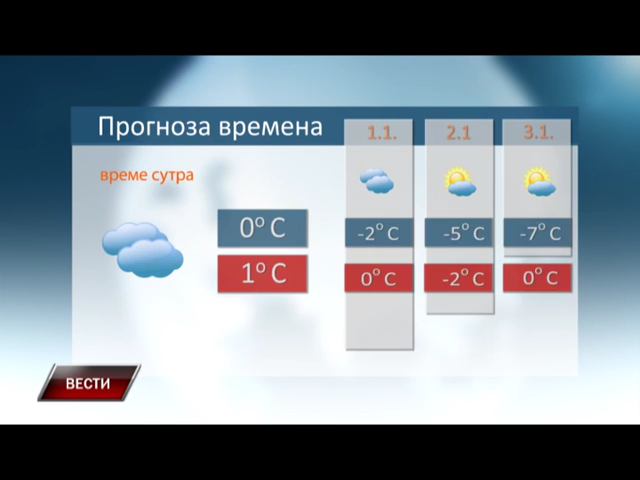 Прогноза времена
1.1.
2.1
3.1.
време сутра
0° C
-2° C
-5° C
-7° C
1° C
0° C
-2° C
0° C
ВЕСТИ